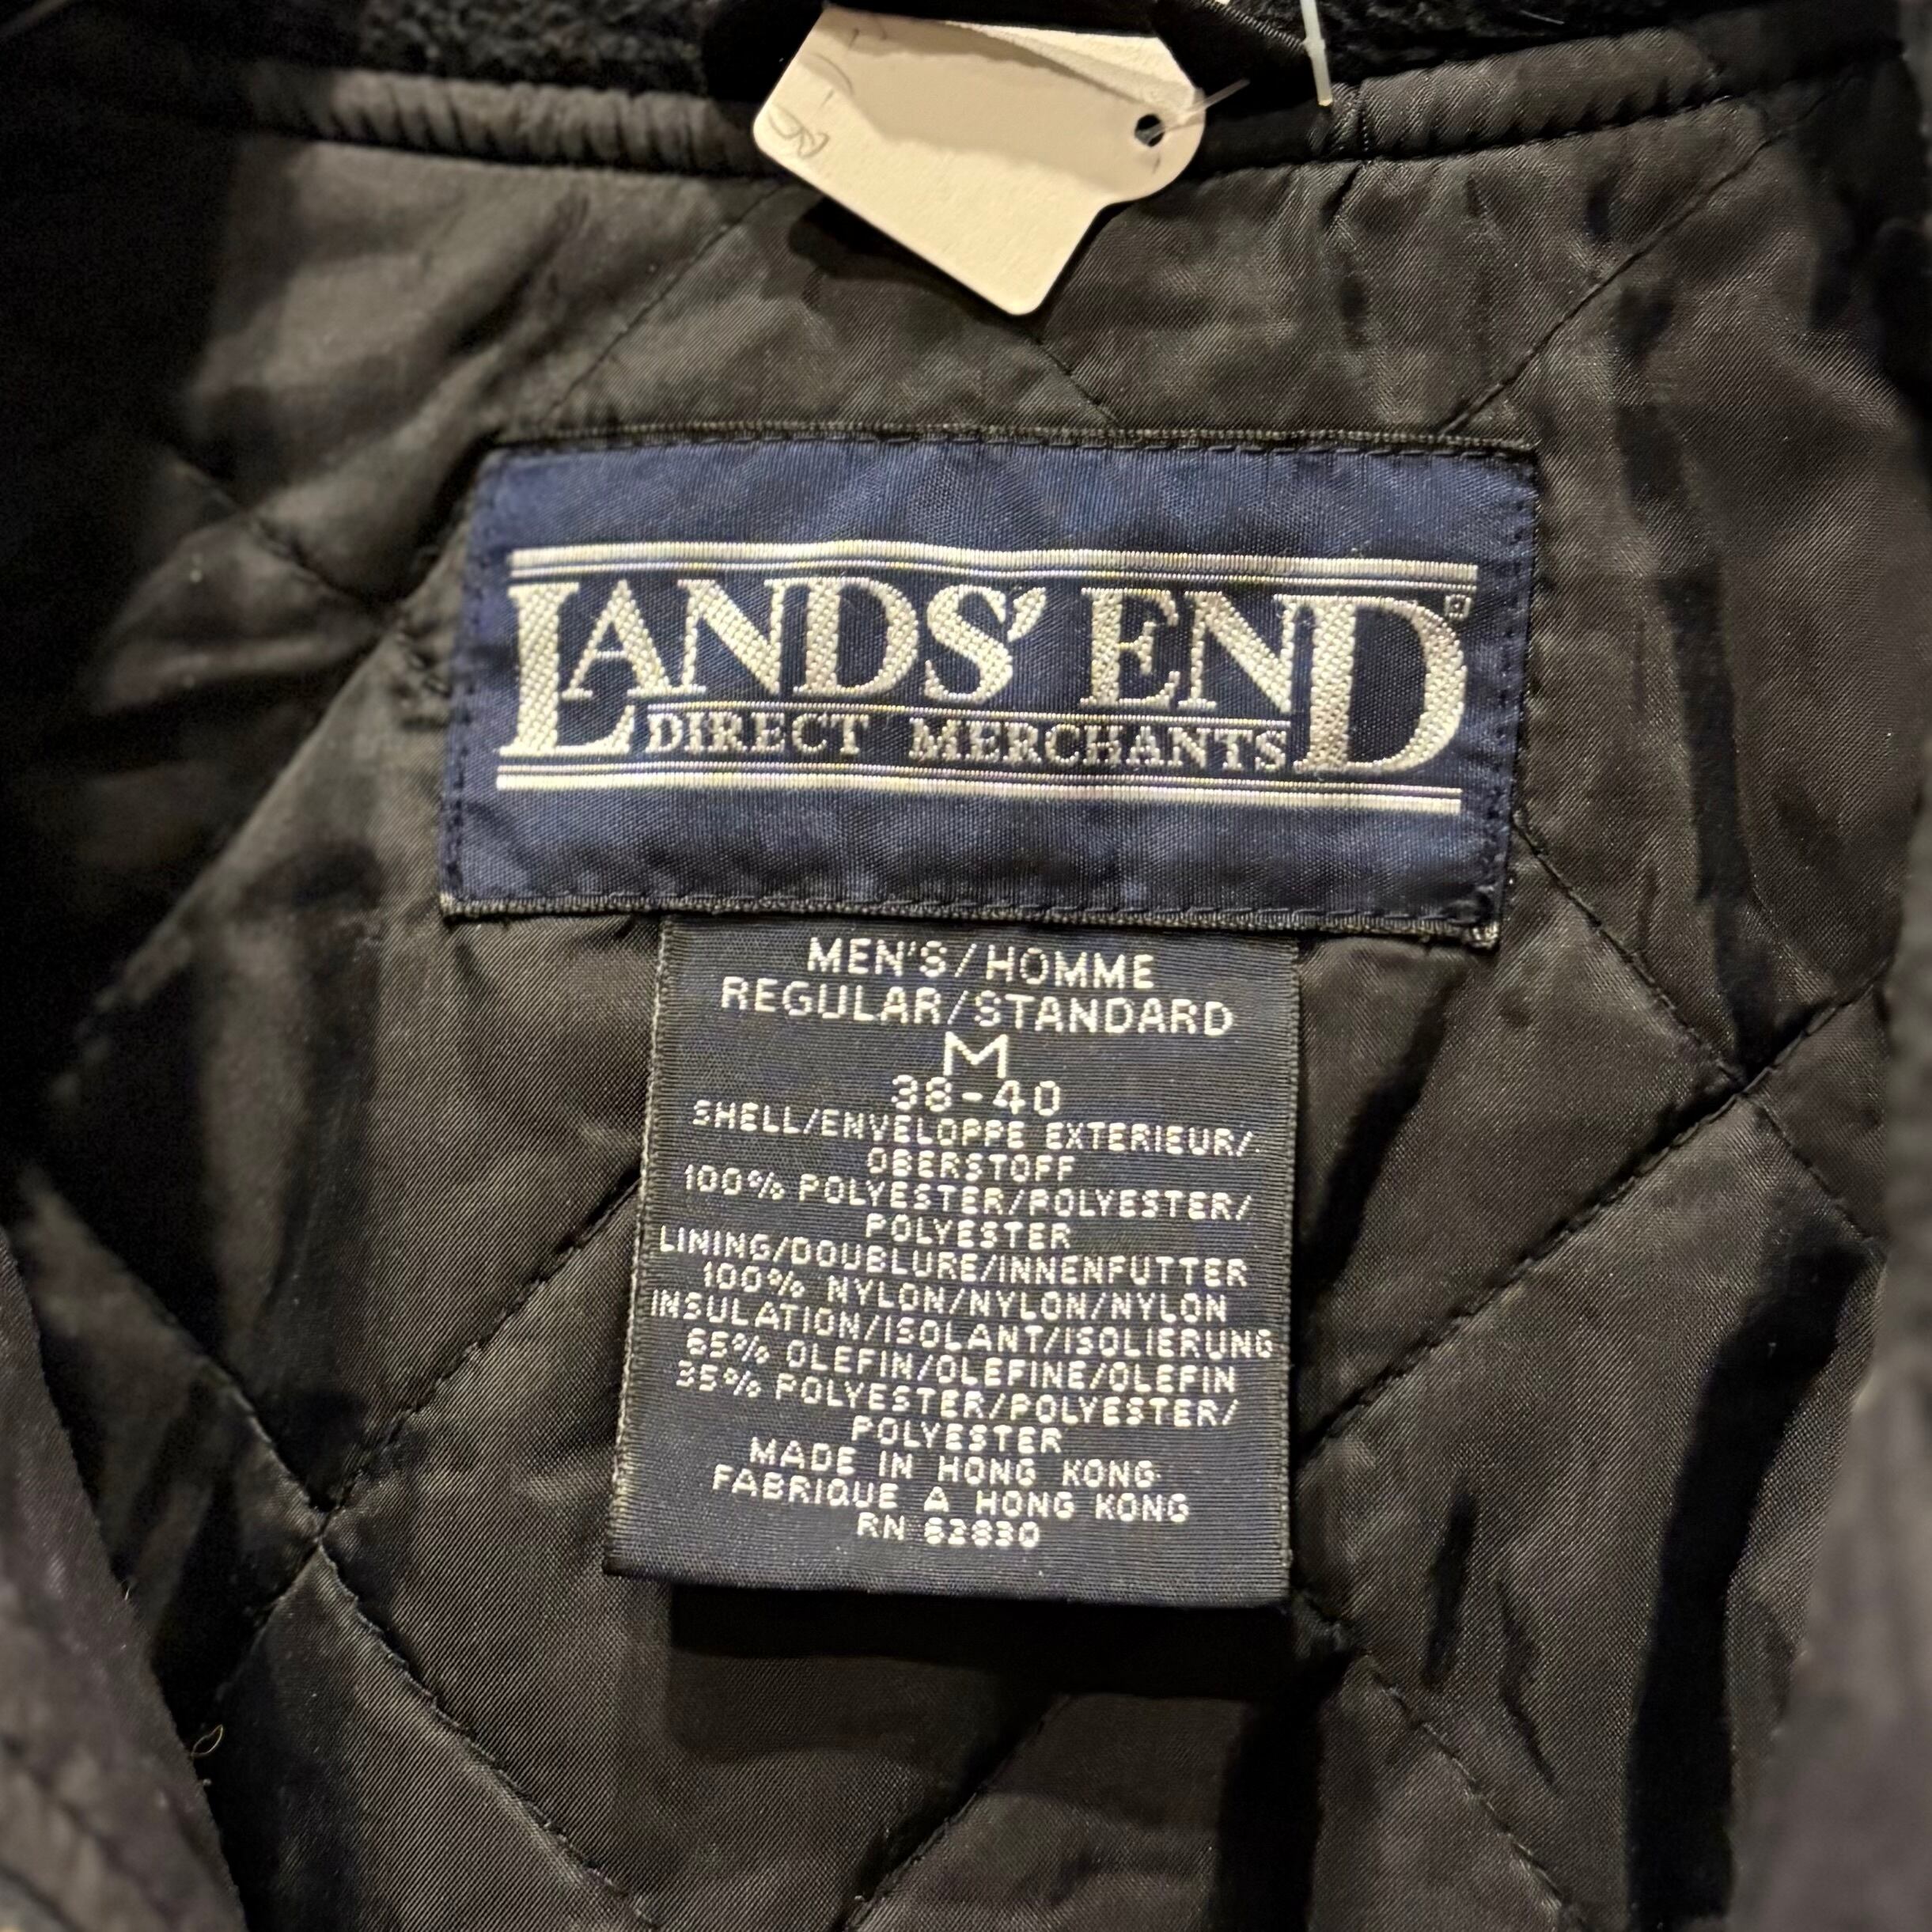 LANDS' END®
DIRECT MERCHANTS
MEN'S/HOMME
REGULAR/STANDARD
M
38-40
SHELL/ENVELOPPE EXTERIEUR/
OBERSTOFF
100% POLYESTER/POLYESTER/
POLYESTER
LINING/DOUBLURE/INNENFUTTER
100% NYLON/NYLON/NYLON
INSULATION/ISOLANT/ISOLIERUNG
65% OLEFIN/OLEFINE/OLEFIN
35% POLYESTER/POLYESTER/
POLYESTER
MADE IN HONG KONG
FABRIQUE A HONG KONG
RN 62830